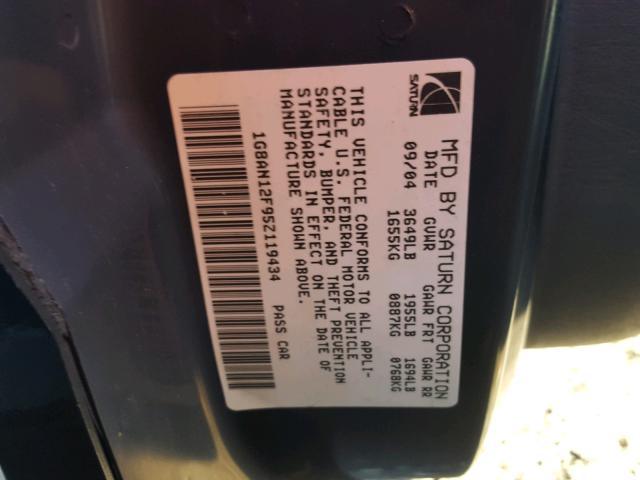 SATURN
MFD BY SATURN CORPORATION
DATE GVWR GAWR FRT GAWR RR
09/04 3649LB 1955LB 1694LB
1655KG 0887KG 0768KG
THIS VEHICLE CONFORMS TO ALL APPLI-
CABLE U.S. FEDERAL MOTOR VEHICLE
SAFETY, BUMPER, AND THEFT PREVENTION
STANDARDS IN EFFECT ON THE DATE OF
MANUFACTURE SHOWN ABOVE.
1G8AN12F95Z119434 PASS CAR